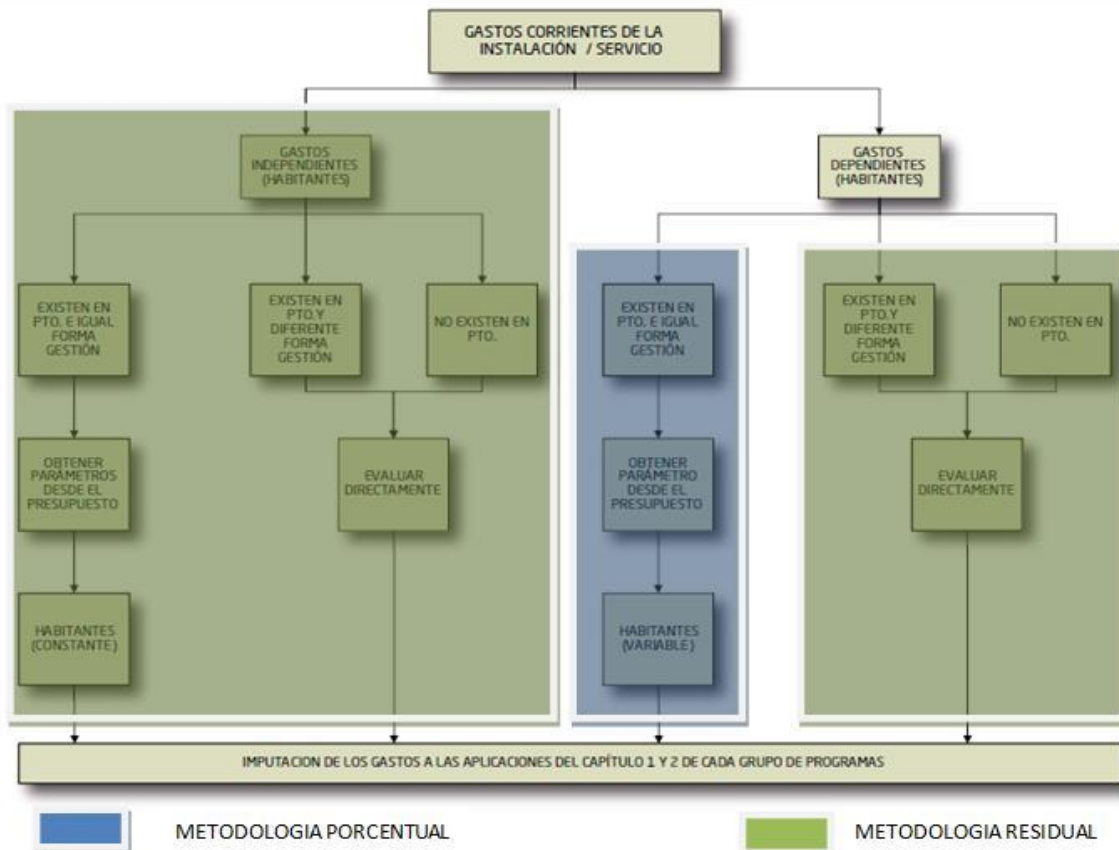 GASTOS CORRIENTES DE LA
INSTALACIÓN / SERVICIO
GASTOS
INDEPENDIENTES
(HABITANTES)
GASTOS
DEPENDIENTES
(HABITANTES)
EXISTEN EN
PTO. E IGUAL
FORMA
GESTIÓN
EXISTEN EN
PTO.Y
DIFERENTE
FORMA
GESTIÓN
NO EXISTEN EN
PTO.
EXISTEN EN
PTO. E IGUAL
FORMA
GESTIÓN
EXISTEN EN
PTO.Y
DIFERENTE
FORMA
GESTIÓN
NO EXISTEN EN
PTO.
OBTENER
PARÁMETROS
DESDE EL
PRESUPUESTO
EVALUAR
DIRECTAMENTE
OBTENER
PARÁMETRO
DESDE EL
PRESUPUESTO
EVALUAR
DIRECTAMENTE
HABITANTES
(CONSTANTE)
HABITANTES
(VARIABLE)
IMPUTACION DE LOS GASTOS A LAS APLICACIONES DEL CAPÍTULO 1 Y 2 DE CADA GRUPO DE PROGRAMAS
METODOLOGIA PORCENTUAL
METODOLOGIA RESIDUAL